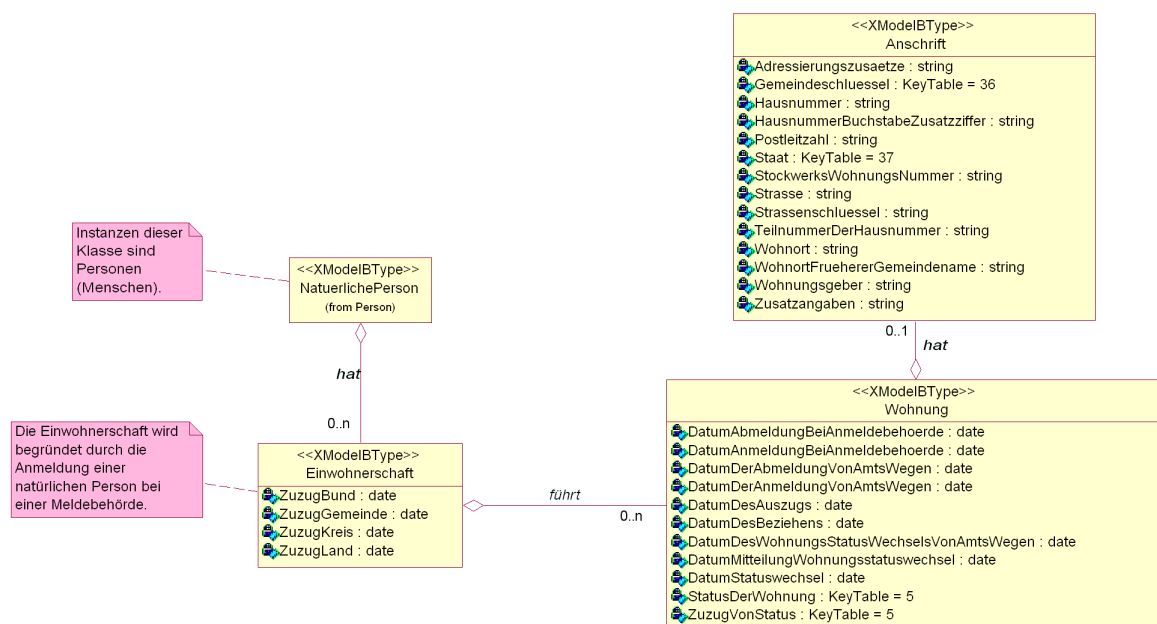 <<XModelBType>>
Anschrift
Adressierungszusaetze : string
Gemeindeschluessel : KeyTable = 36
Hausnummer : string
HausnummerBuchstabeZusatzziffer : string
Postleitzahl : string
Staat : KeyTable = 37
StockwerksWohnungsNummer : string
Strasse : string
Strassenschluessel : string
TeilnummerDerHausnummer : string
Wohnort : string
WohnortFruehererGemeindename : string
Wohnungsgeber : string
Zusatzangaben : string
0..1
hat
Instanzen dieser
Klasse sind
Personen
(Menschen).
<<XModelBType>>
NatuerlichePerson
(from Person)
hat
0..n
Die Einwohnerschaft wird
begründet durch die
Anmeldung einer
natürlichen Person bei
einer Meldebehörde.
<<XModelBType>>
Einwohnerschaft
ZuzugBund : date
ZuzugGemeinde : date
ZuzugKreis : date
ZuzugLand : date
führt
0..n
<<XModelBType>>
Wohnung
DatumAbmeldungBeiAnmeldebehoerde : date
DatumAnmeldungBeiAnmeldebehoerde : date
DatumDerAbmeldungVonAmtsWegen : date
DatumDerAnmeldungVonAmtsWegen : date
DatumDesAuszugs : date
DatumDesBeziehens : date
DatumDesWohnungsStatusWechselsVonAmtsWegen : date
DatumMitteilungWohnungsstatuswechsel : date
DatumStatuswechsel : date
StatusDerWohnung : KeyTable = 5
ZuzugVonStatus : KeyTable = 5